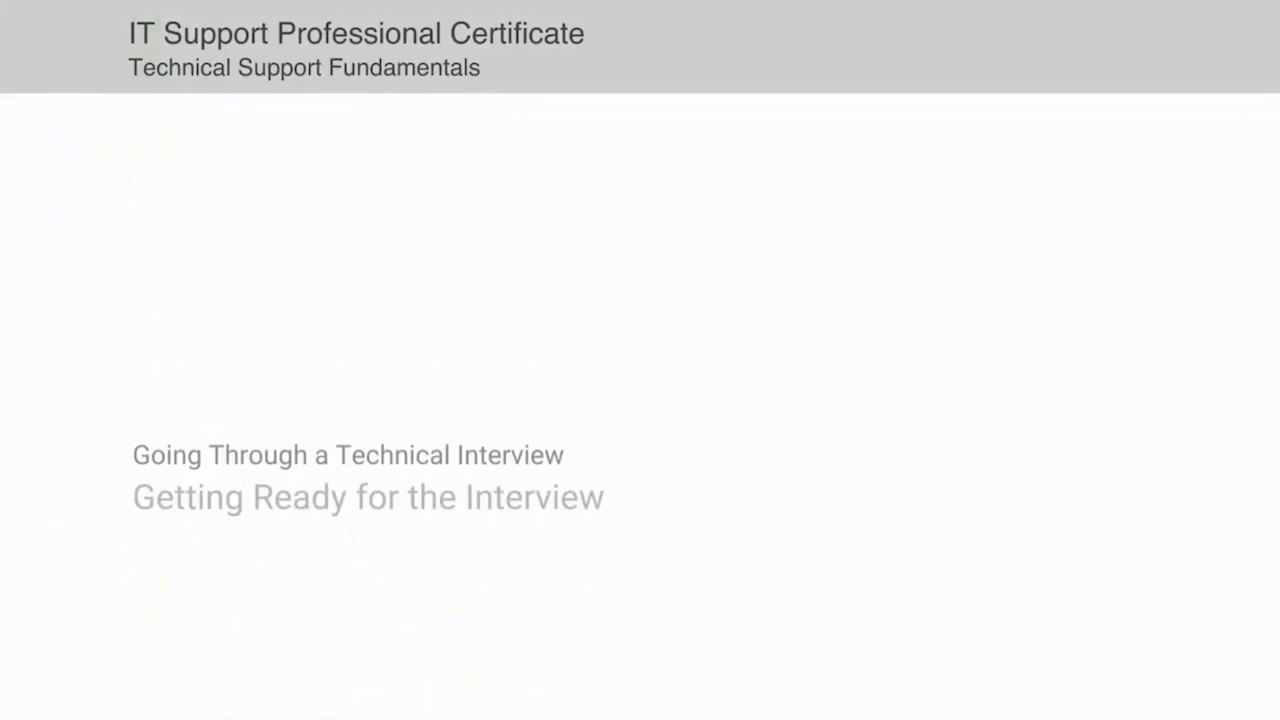 IT Support Professional Certificate
Technical Support Fundamentals
Going Through a Technical Interview
Getting Ready for the Interview